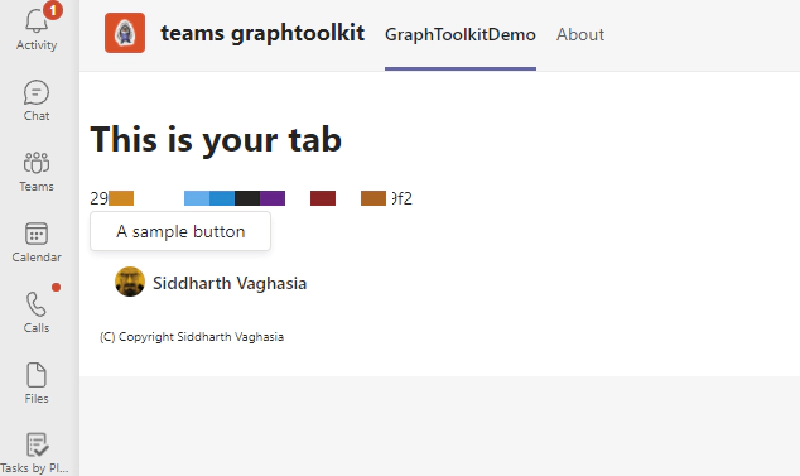 1
Activity
Chat
Teams
Calendar
Calls
Files
Tasks by Pl...
teams graphtoolkit
GraphToolkitDemo
About
This is your tab
29 9f2
A sample button
Siddharth Vaghasia
(C) Copyright Siddharth Vaghasia